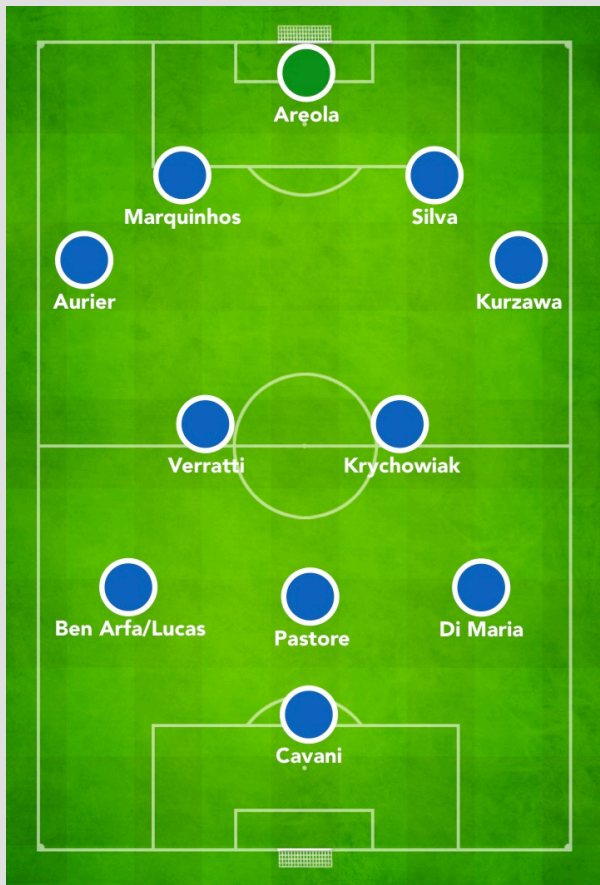 Areola
Marquinhos
Silva
Aurier
Kurzawa
Verratti
Krychowiak
Ben Arfa/Lucas
Pastore
Di Maria
Cavani